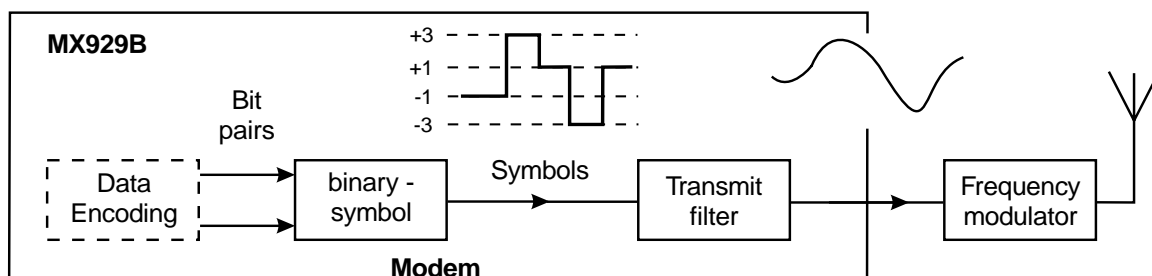 MX929B
+3
+1
-1
-3
Bit
pairs
Data
Encoding
binary -
symbol
Symbols
Transmit
filter
Frequency
modulator
Modem